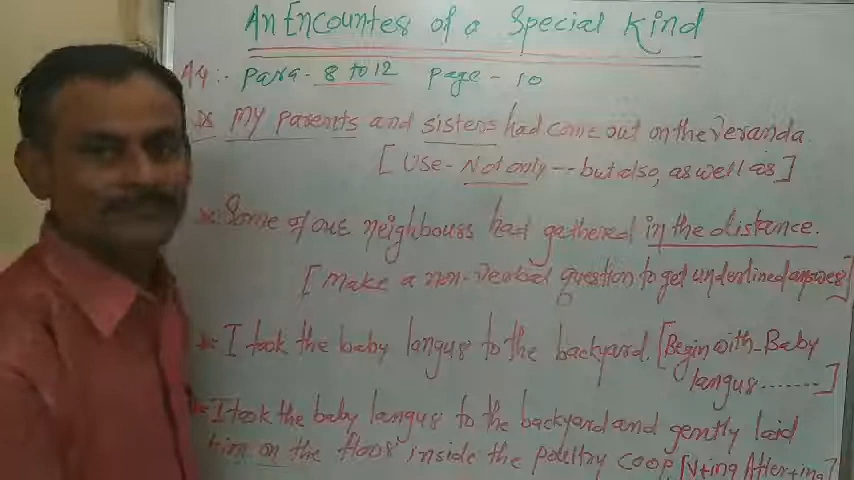 An Encounter of a Special Kind
A4 :- Para - 8 to 12 Page - 10
My parents and sisters had come out on the veranda.
[Use - Not only --- but also, as well as]
Some of our neighbours had gathered in the distance.
[Make a non-verbal question to get underlined answer]
I took the baby langur to the backyard. [Begin with - Baby
langur .......]
I took the baby langur to the backyard and gently laid
him on the floor inside the poultry coop. [V+ing After+ing]